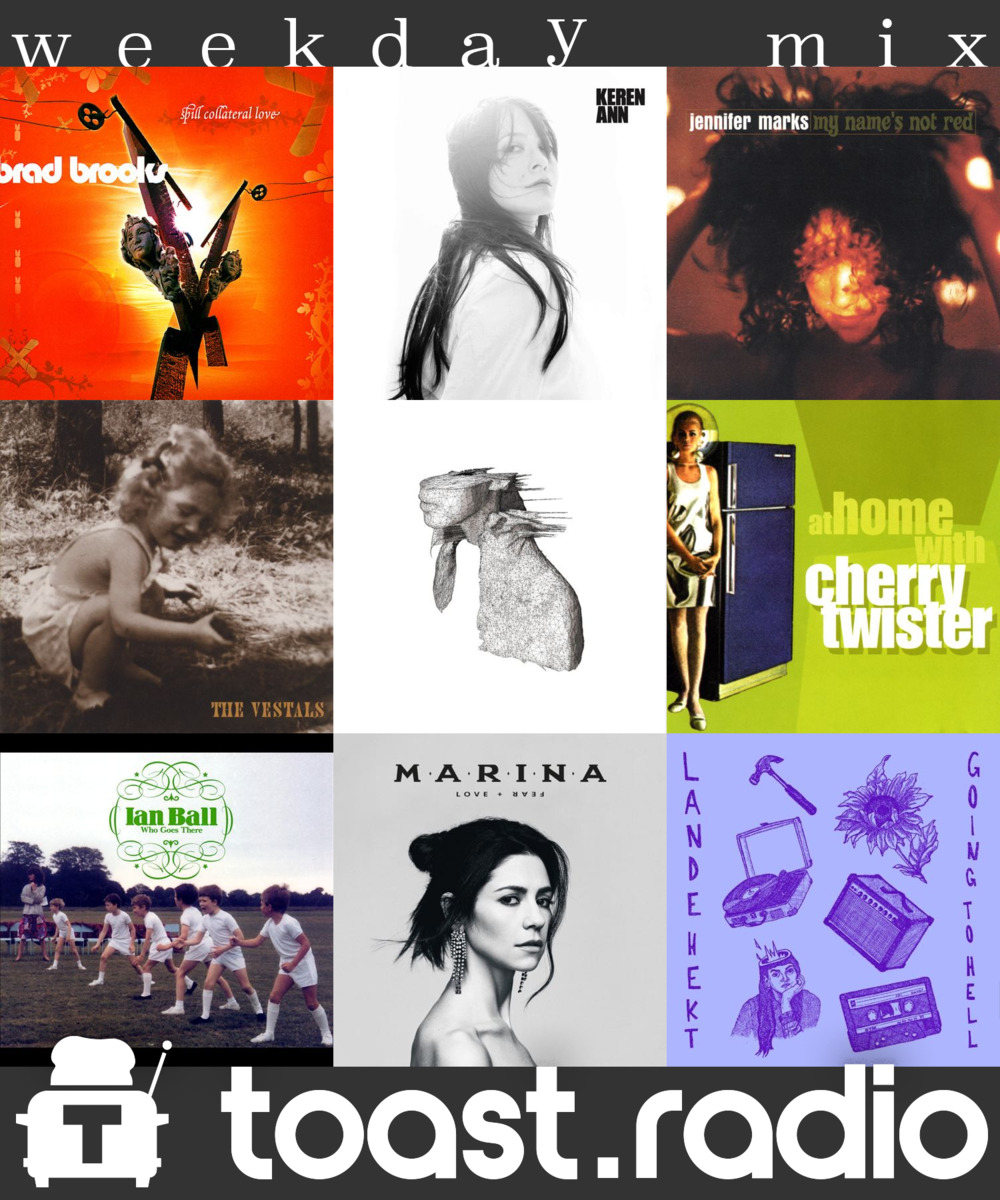 weekday mix
spill collateral love
brad brooks
KEREN
ANN
jennifer marks my name's not red
THE VESTALS
at home
with
cherry
twister
Ian Ball
Who Goes There
M·A·R·I·N·A
LOVE + FEAR
LANDE HEKT
GOING TO HELL
T
toast.radio